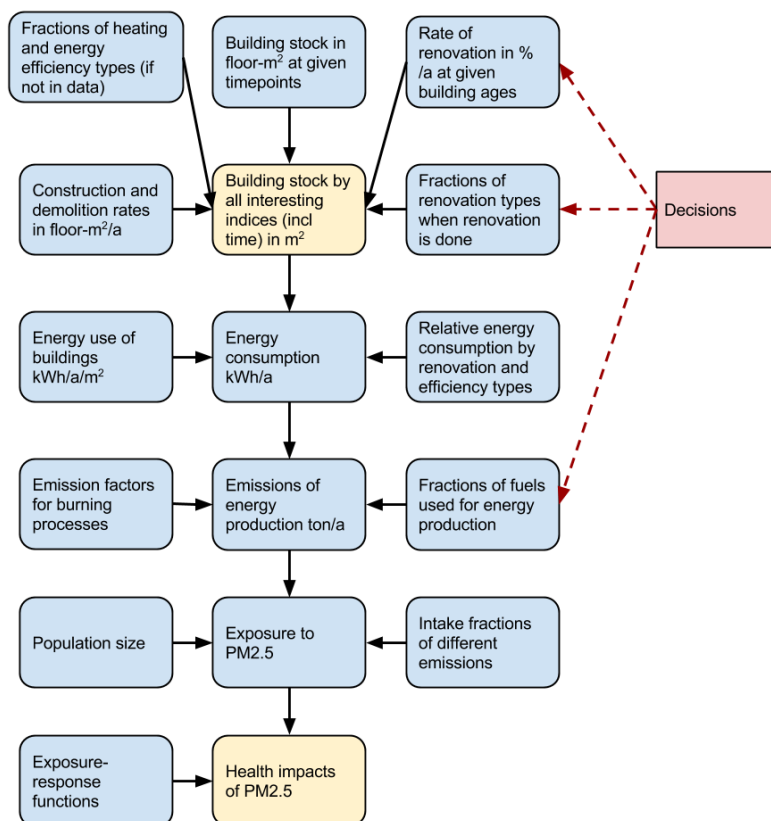 Fractions of heating
and energy
efficiency types (if
not in data)
Building stock in
floor-m² at given
timepoints
Rate of
renovation in %
/a at given
building ages
Construction and
demolition rates
in floor-m²/a
Building stock by
all interesting
indices (incl
time) in m²
Fractions of
renovation types
when renovation
is done
Decisions
Energy use of
buildings
kWh/a/m²
Energy
consumption
kWh/a
Relative energy
consumption by
renovation and
efficiency types
Emission factors
for burning
processes
Emissions of
energy
production ton/a
Fractions of fuels
used for energy
production
Population size
Exposure to
PM2.5
Intake fractions
of different
emissions
Exposure-
response
functions
Health impacts
of PM2.5